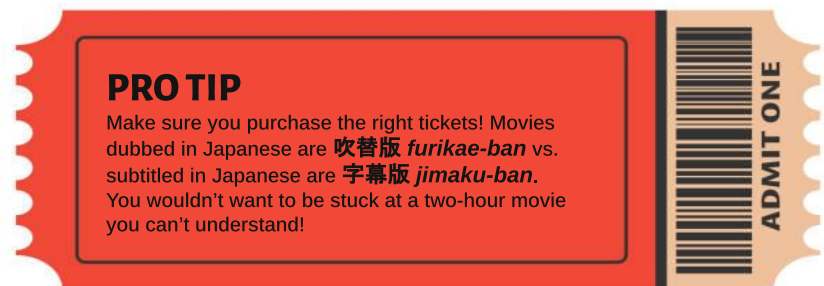 PRO TIP
Make sure you purchase the right tickets! Movies
dubbed in Japanese are 吹替版 furikae-ban vs.
subtitled in Japanese are 字幕版 jimaku-ban.
You wouldn’t want to be stuck at a two-hour movie
you can’t understand!
ADMIT ONE